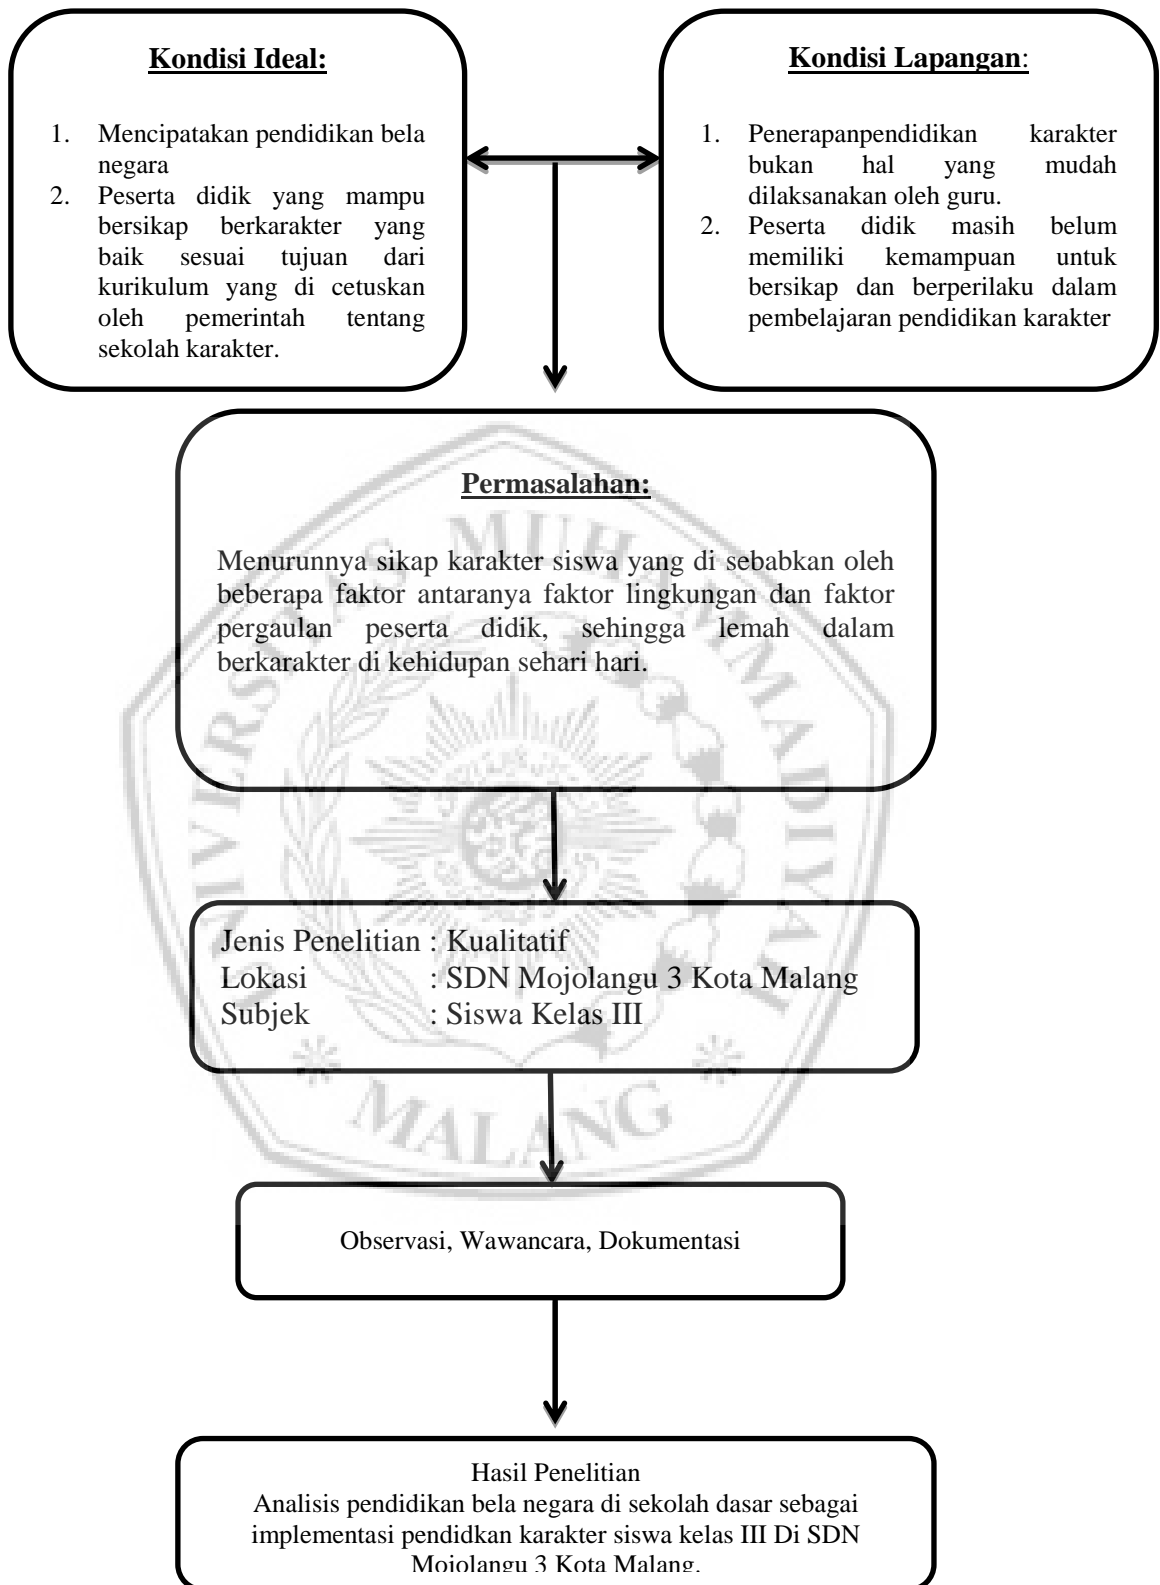 Kondisi Ideal:
1. Mencipatakan pendidikan bela
negara
2. Peserta didik yang mampu
bersikap berkarakter yang
baik sesuai tujuan dari
kurikulum yang di cetuskan
oleh pemerintah tentang
sekolah karakter.
Kondisi Lapangan:
1. Penerapanpendidikan karakter
bukan hal yang mudah
dilaksanakan oleh guru.
2. Peserta didik masih belum
memiliki kemampuan untuk
bersikap dan berperilaku dalam
pembelajaran pendidikan karakter
Permasalahan:
Menurunnya sikap karakter siswa yang di sebabkan oleh
beberapa faktor antaranya faktor lingkungan dan faktor
pergaulan peserta didik, sehingga lemah dalam
berkarakter di kehidupan sehari hari.
Jenis Penelitian : Kualitatif
Lokasi : SDN Mojolangu 3 Kota Malang
Subjek : Siswa Kelas III
Observasi, Wawancara, Dokumentasi
Hasil Penelitian
Analisis pendidikan bela negara di sekolah dasar sebagai
implementasi pendidkan karakter siswa kelas III Di SDN
Mojolangu 3 Kota Malang.
UNIVERSITAS MUHAMMADIYAH
MALANG